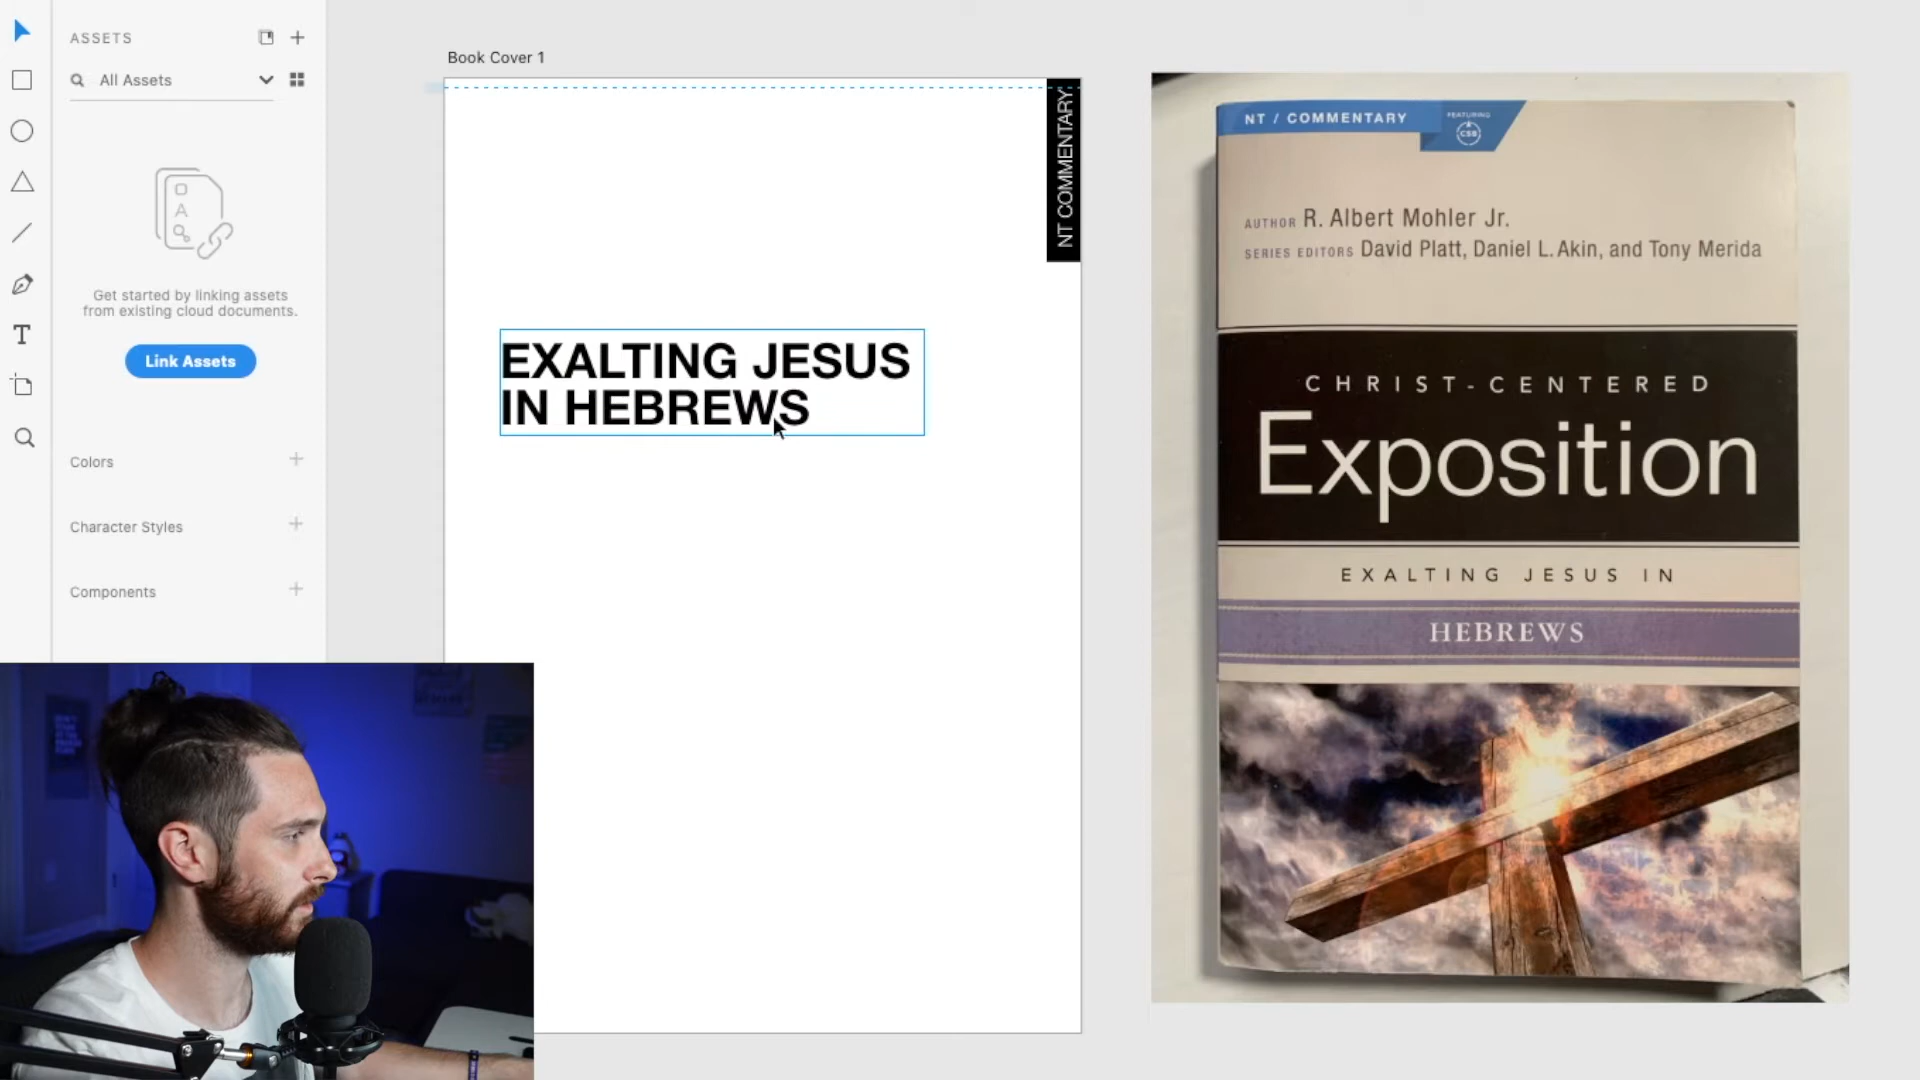 ASSETS
All Assets
Get started by linking assets
from existing cloud documents.
Link Assets
Colors
Character Styles
Components
Book Cover 1
NT COMMENTARY
EXALTING JESUS
IN HEBREWS
NT / COMMENTARY
FEATURING
CSB
AUTHOR R. Albert Mohler Jr.
SERIES EDITORS David Platt, Daniel L. Akin, and Tony Merida
CHRIST-CENTERED
Exposition
EXALTING JESUS IN
HEBREWS